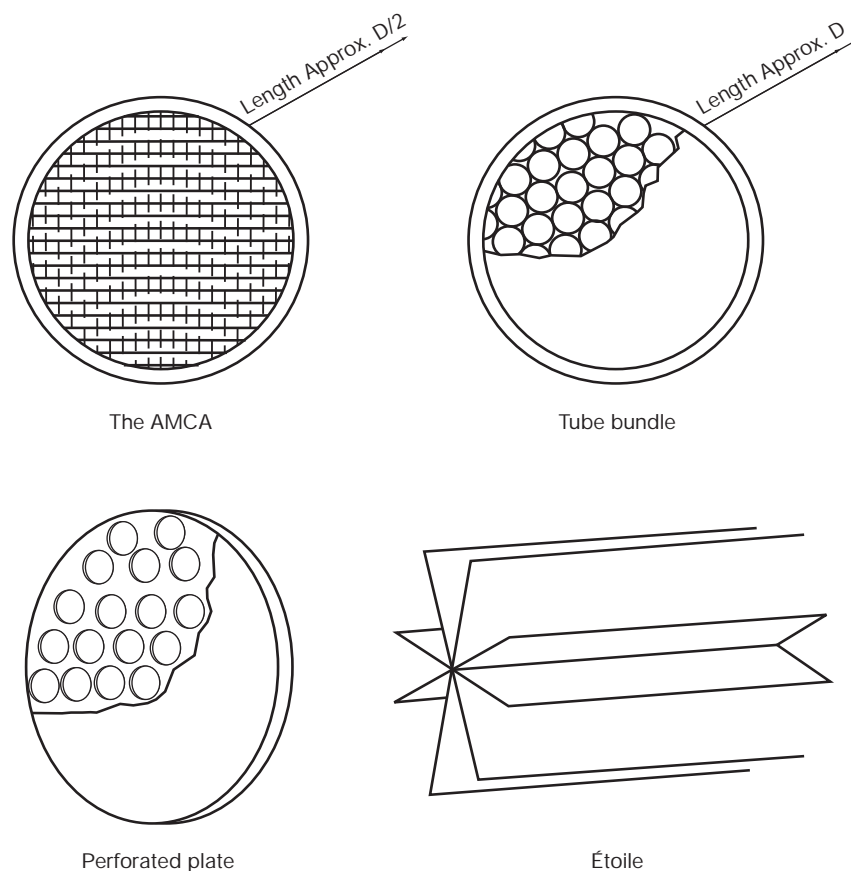 Length Approx. D/2
Length Approx. D
The AMCA
Tube bundle
Perforated plate
Étoile